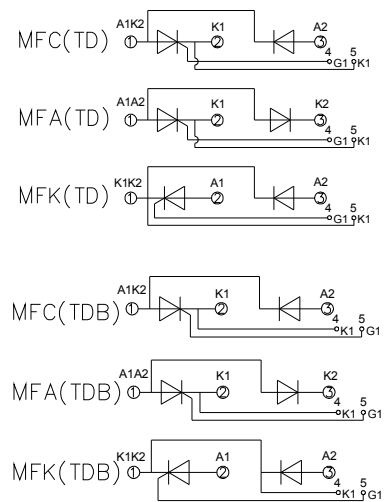 A1K2 K1 A2
MFC(TD) 1 2 3 4 5
G1 K1
A1A2 K1 K2
MFA(TD) 1 2 3 4 5
G1 K1
K1K2 A1 A2
MFK(TD) 1 2 3 4 5
G1 K1
A1K2 K1 A2
MFC(TDB) 1 2 3 4 5
K1 G1
A1A2 K1 K2
MFA(TDB) 1 2 3 4 5
K1 G1
K1K2 A1 A2
MFK(TDB) 1 2 3 4 5
K1 G1